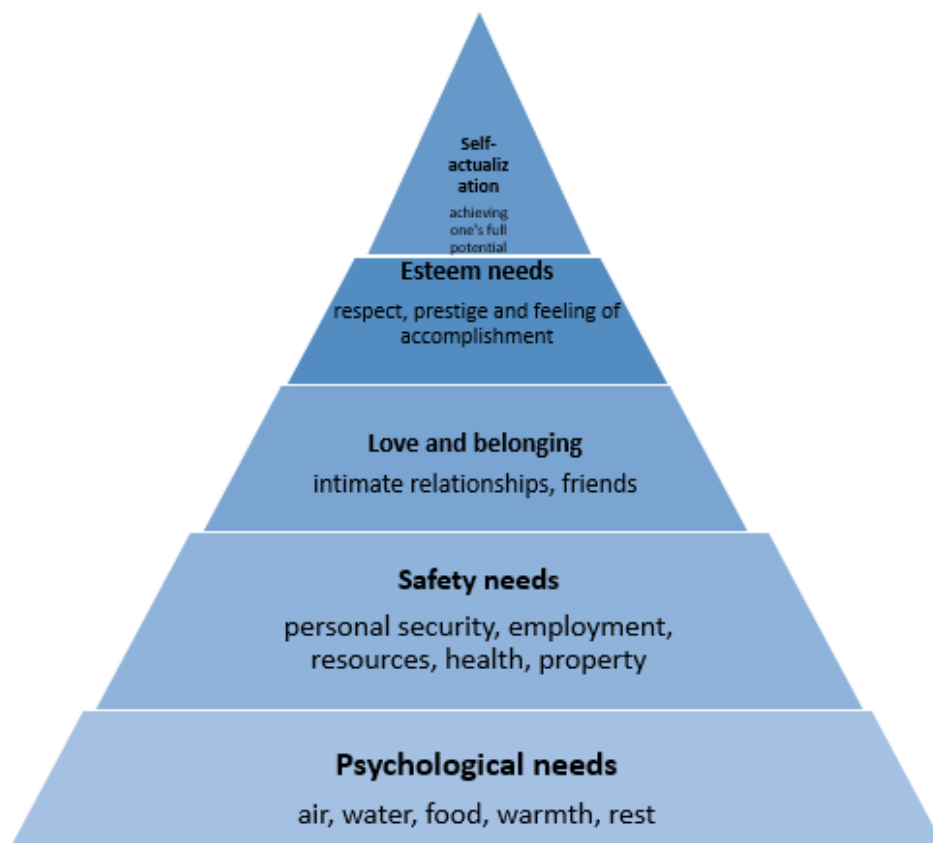 Self-
actualiz
ation
achieving
one's full
potential
Esteem needs
respect, prestige and feeling of
accomplishment
Love and belonging
intimate relationships, friends
Safety needs
personal security, employment,
resources, health, property
Psychological needs
air, water, food, warmth, rest